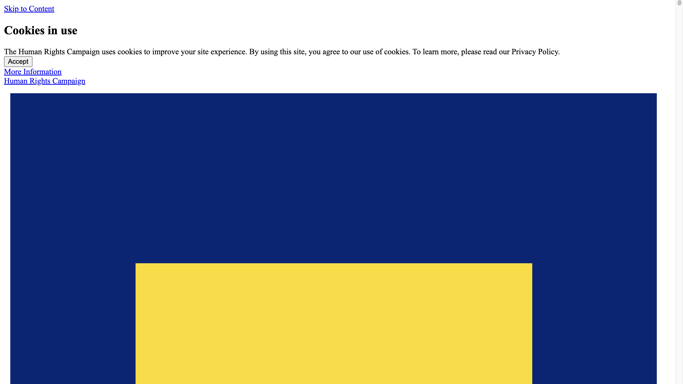 Skip to Content
Cookies in use
The Human Rights Campaign uses cookies to improve your site experience. By using this site, you agree to our use of cookies. To learn more, please read our Privacy Policy.
Accept
More Information
Human Rights Campaign